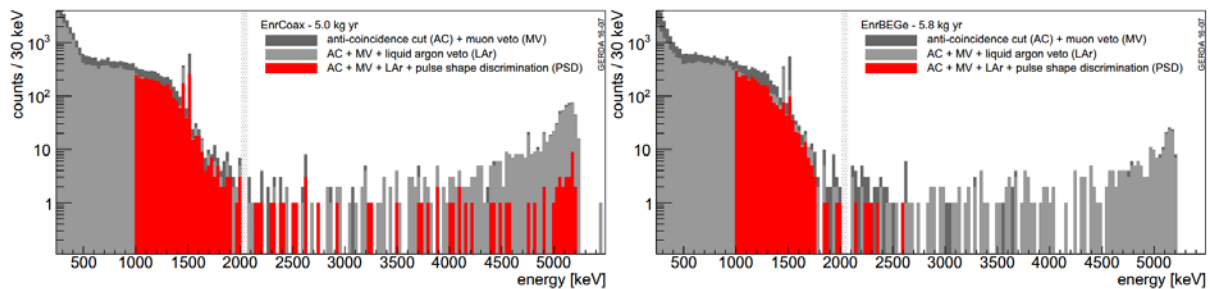 EnrCoax - 5.0 kg yr
anti-coincidence cut (AC) + muon veto (MV)
AC + MV + liquid argon veto (LAr)
AC + MV + LAr + pulse shape discrimination (PSD)
GERDA 16-07
counts / 30 keV
10³
10²
10
1
500 1000 1500 2000 2500 3000 3500 4000 4500 5000
energy [keV]
EnrBEGe - 5.8 kg yr
anti-coincidence cut (AC) + muon veto (MV)
AC + MV + liquid argon veto (LAr)
AC + MV + LAr + pulse shape discrimination (PSD)
GERDA 16-07
counts / 30 keV
10³
10²
10
1
500 1000 1500 2000 2500 3000 3500 4000 4500 5000
energy [keV]